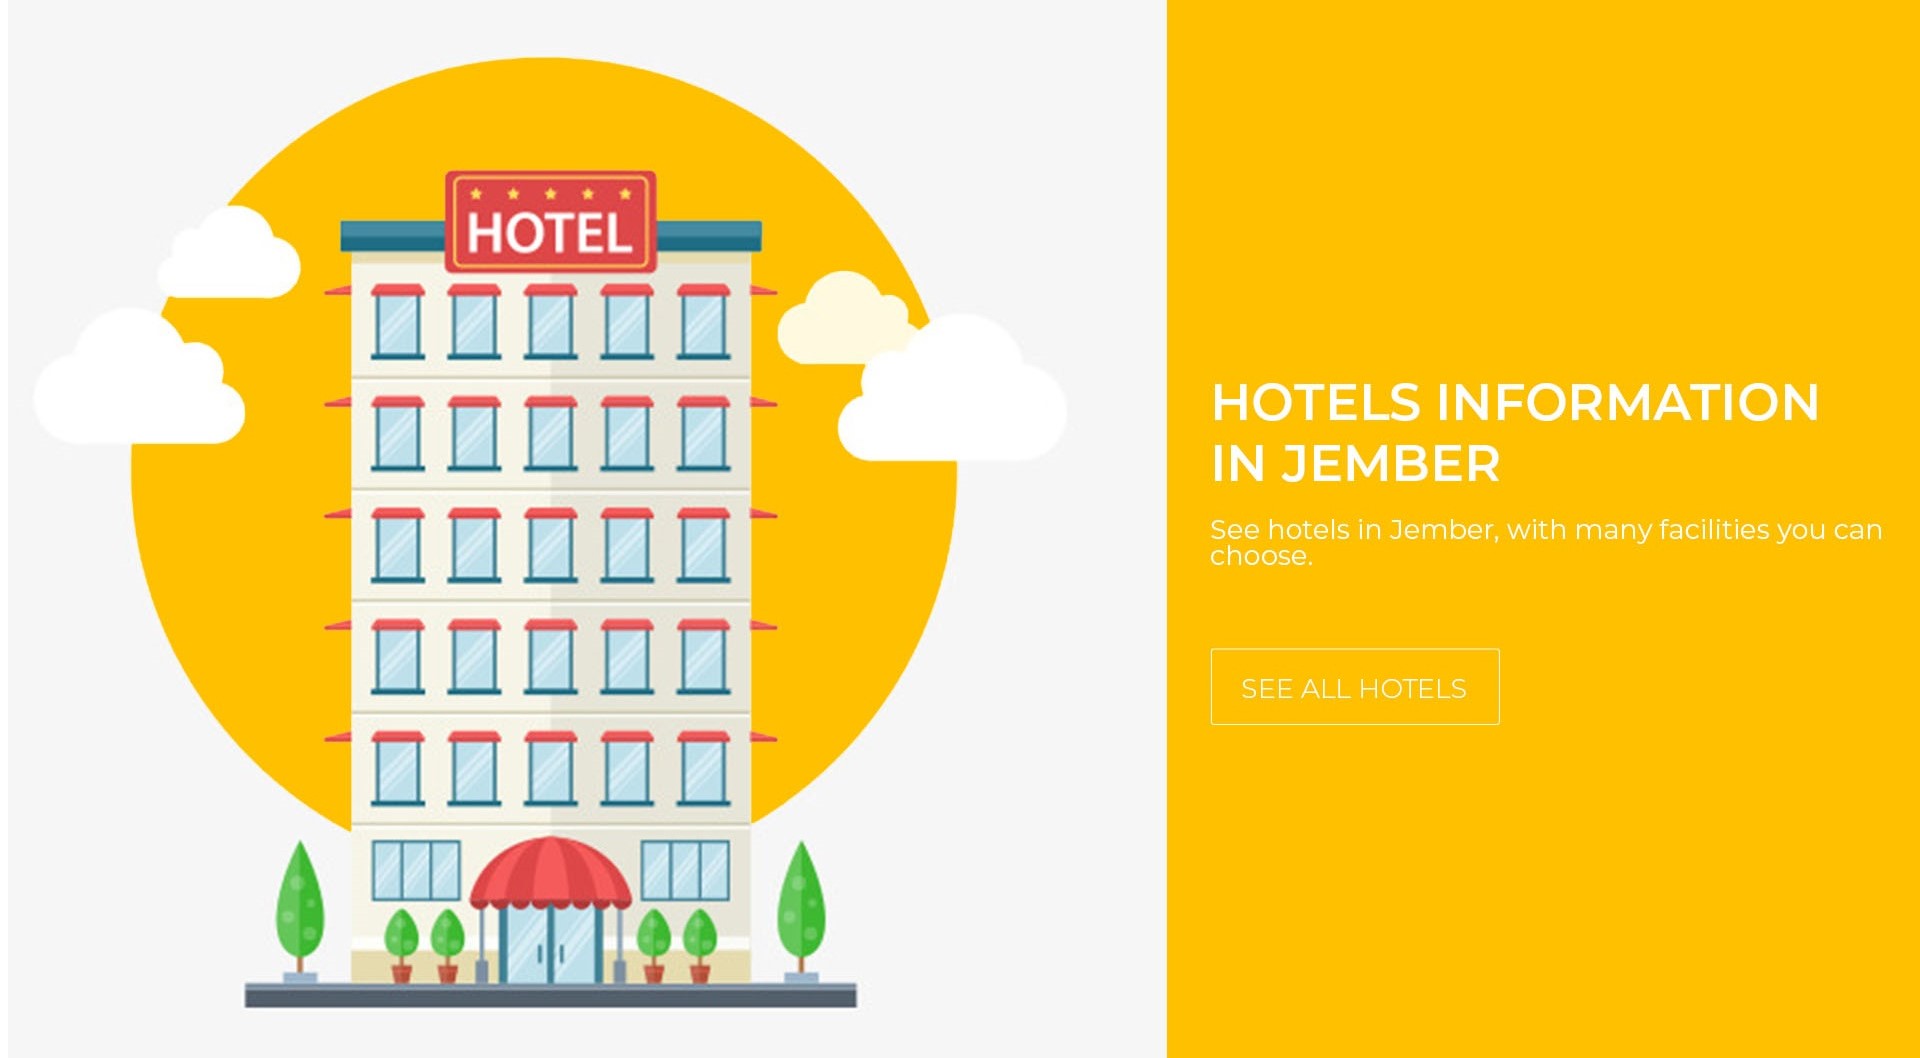 HOTEL
HOTELS INFORMATION
IN JEMBER
See hotels in Jember, with many facilities you can
choose.
SEE ALL HOTELS